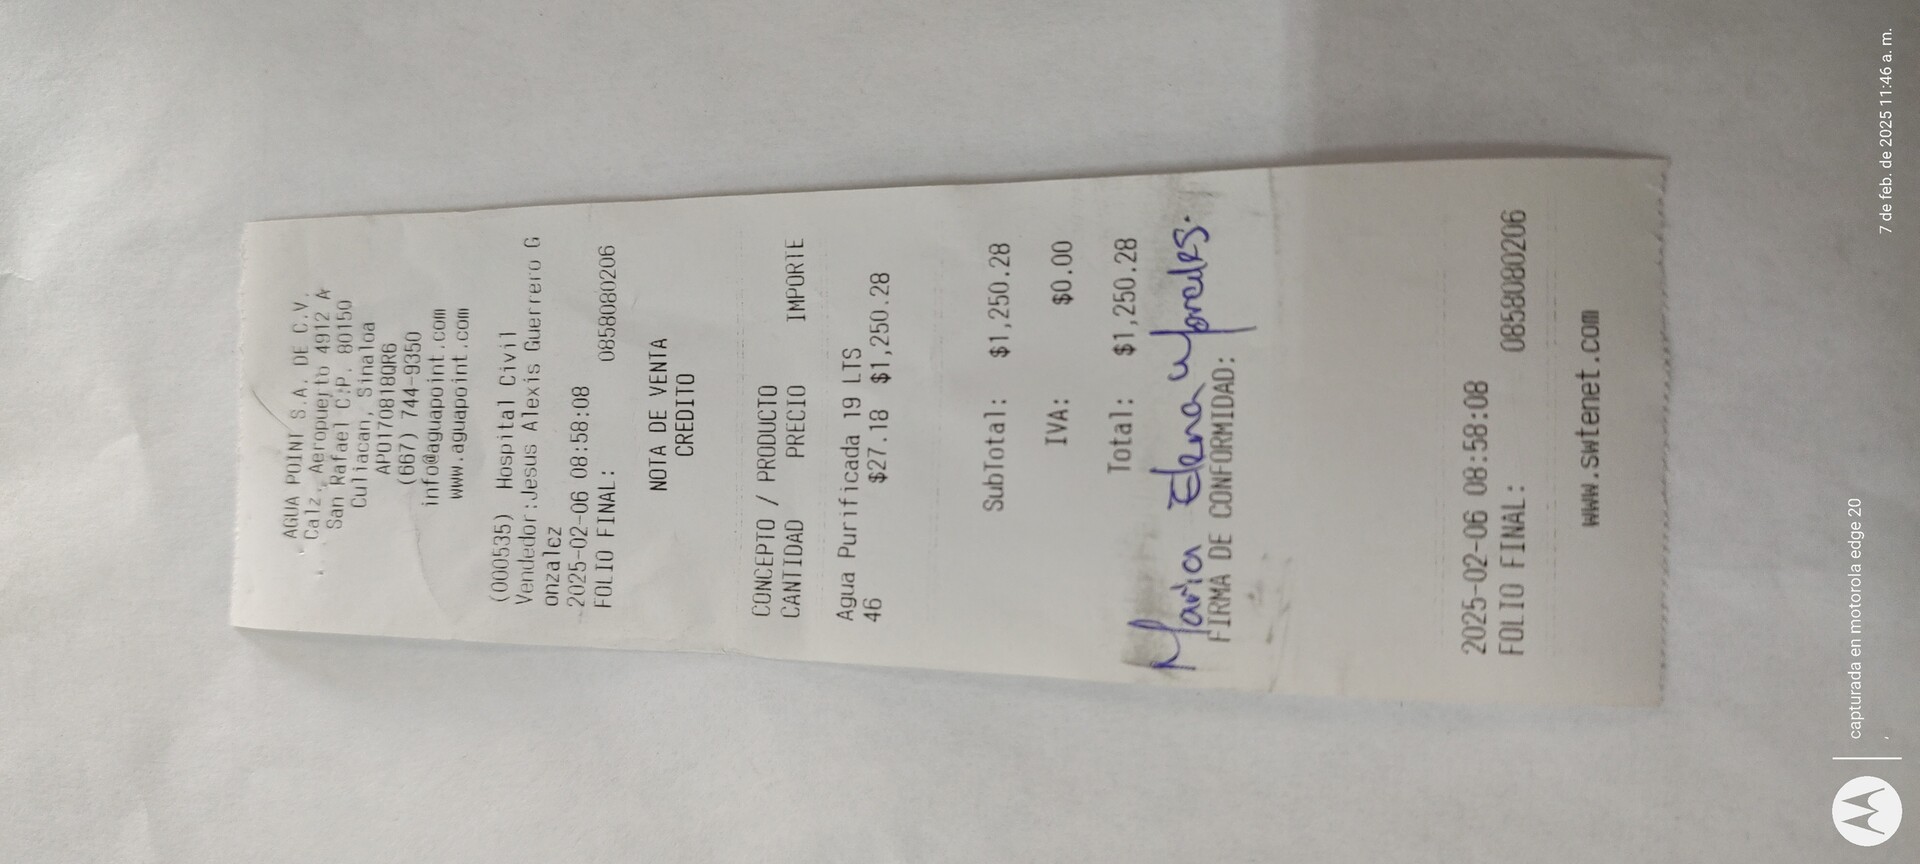 AGUA POINT S.A. DE C.V.
Calz. Aeropuerto 4912 A
San Rafael C.P. 80150
Culiacan, Sinaloa
APO170818QR6
(667) 744-9350
info@aguapoint.com
www.aguapoint.com
(000535) Hospital Civil
Vendedor:Jesus Alexis Guerrero G
onzalez
2025-02-06 08:58:08
FOLIO FINAL: 0858080206
NOTA DE VENTA
CREDITO
CONCEPTO / PRODUCTO
CANTIDAD PRECIO IMPORTE
Agua Purificada 19 LTS
46 $27.18 $1,250.28
SubTotal: $1,250.28
IVA: $0.00
Total: $1,250.28
Maria Elena Morales.
FIRMA DE CONFORMIDAD:
2025-02-06 08:58:08
FOLIO FINAL: 0858080206
www.swtenet.com
capturada en motorola edge 20
7 de feb. de 2025 11:46 a. m.